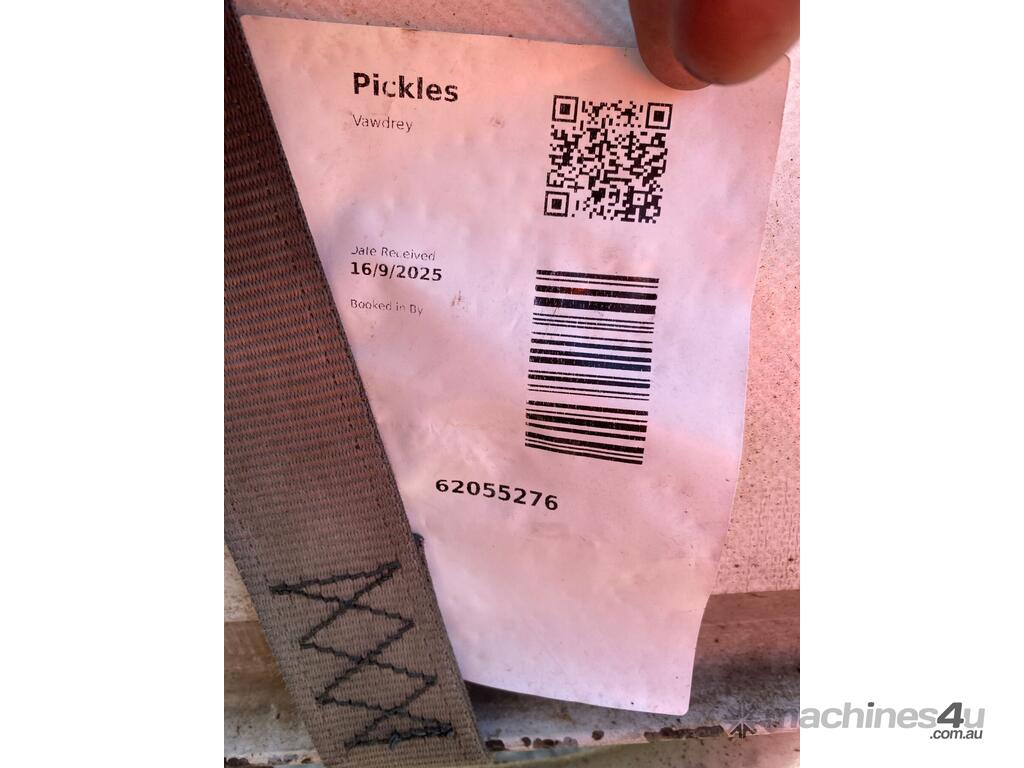 Pickles
Vawdrey
Date Received
16/9/2025
Booked in By
62055276
machines4u
.com.au